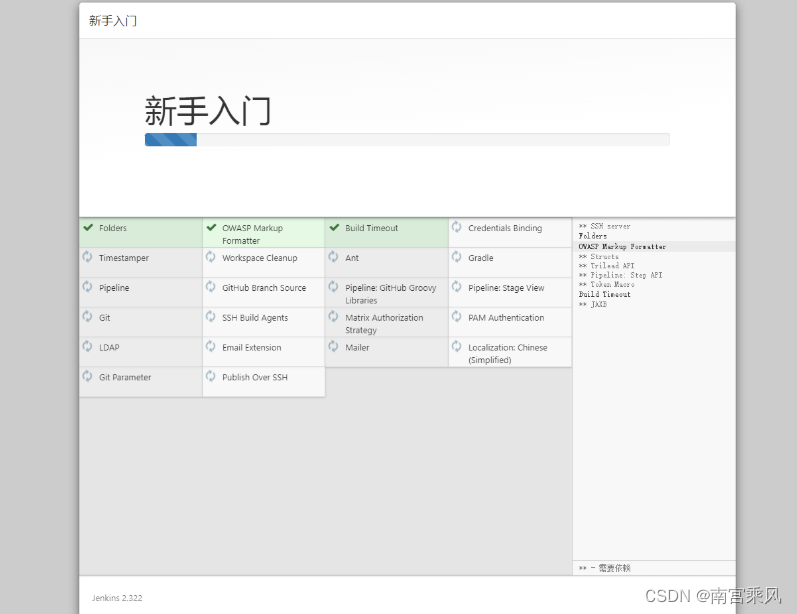 新手入门
新手入门
Folders
OWASP Markup
Formatter
Build Timeout
Credentials Binding
Timestamper
Workspace Cleanup
Ant
Gradle
Pipeline
GitHub Branch Source
Pipeline: GitHub Groovy
Libraries
Pipeline: Stage View
Git
SSH Build Agents
Matrix Authorization
Strategy
PAM Authentication
LDAP
Email Extension
Mailer
Localization: Chinese
(Simplified)
Git Parameter
Publish Over SSH
** SSH server
Folders
OWASP Markup Formatter
** Structs
** Trilead API
** Pipeline: Step API
** Token Macro
Build Timeout
** JAXB
** - 需要依赖
Jenkins 2.322
CSDN @南宫乘风